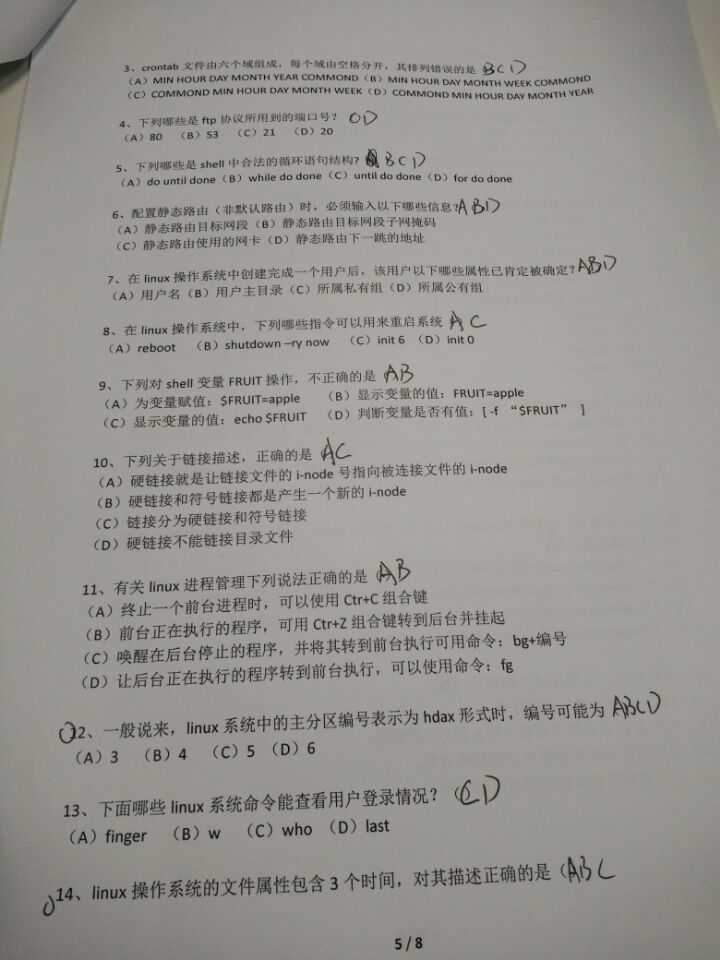 3、crontab 文件由六个域组成，每个域由空格分开，其排列错误的是 BCD
（A）MIN HOUR DAY MONTH YEAR COMMOND（B）MIN HOUR DAY MONTH WEEK COMMOND
（C）COMMOND MIN HOUR DAY MONTH WEEK（D）COMMOND MIN HOUR DAY MONTH YEAR
4、下列哪些是 ftp 协议所用到的端口号？ CD
（A）80 （B）53 （C）21 （D）20
5、下列哪些是 shell 中合法的循环语句结构? BCD
（A）do until done（B）while do done（C）until do done（D）for do done
6、配置静态路由（非默认路由）时，必须输入以下哪些信息?ABD
（A）静态路由目标网段（B）静态路由目标网段子网掩码
（C）静态路由使用的网卡（D）静态路由下一跳的地址
7、在 linux 操作系统中创建完成一个用户后，该用户以下哪些属性已肯定被确定?ABD
（A）用户名（B）用户主目录（C）所属私有组（D）所属公有组
8、在 linux 操作系统中，下列哪些指令可以用来重启系统 AC
（A）reboot （B）shutdown –ry now （C）init 6 （D）init 0
9、下列对 shell 变量 FRUIT 操作，不正确的是 AB
（A）为变量赋值：$FRUIT=apple （B）显示变量的值：FRUIT=apple
（C）显示变量的值：echo $FRUIT （D）判断变量是否有值：[ -f “$FRUIT” ]
10、下列关于链接描述，正确的是 AC
（A）硬链接就是让链接文件的 i-node 号指向被连接文件的 i-node
（B）硬链接和符号链接都是产生一个新的 i-node
（C）链接分为硬链接和符号链接
（D）硬链接不能链接目录文件
11、有关 linux 进程管理下列说法正确的是 AB
（A）终止一个前台进程时，可以使用 Ctr+C 组合键
（B）前台正在执行的程序，可用 Ctr+Z 组合键转到后台并挂起
（C）唤醒在后台停止的程序，并将其转到前台执行可用命令：bg+编号
（D）让后台正在执行的程序转到前台执行，可以使用命令：fg
12、一般说来，linux 系统中的主分区编号表示为 hdax 形式时，编号可能为 ABCD
（A）3 （B）4 （C）5 （D）6
13、下面哪些 linux 系统命令能查看用户登录情况？（CD
（A）finger （B）w （C）who （D）last
14、linux 操作系统的文件属性包含 3 个时间，对其描述正确的是（ABC
5 / 8